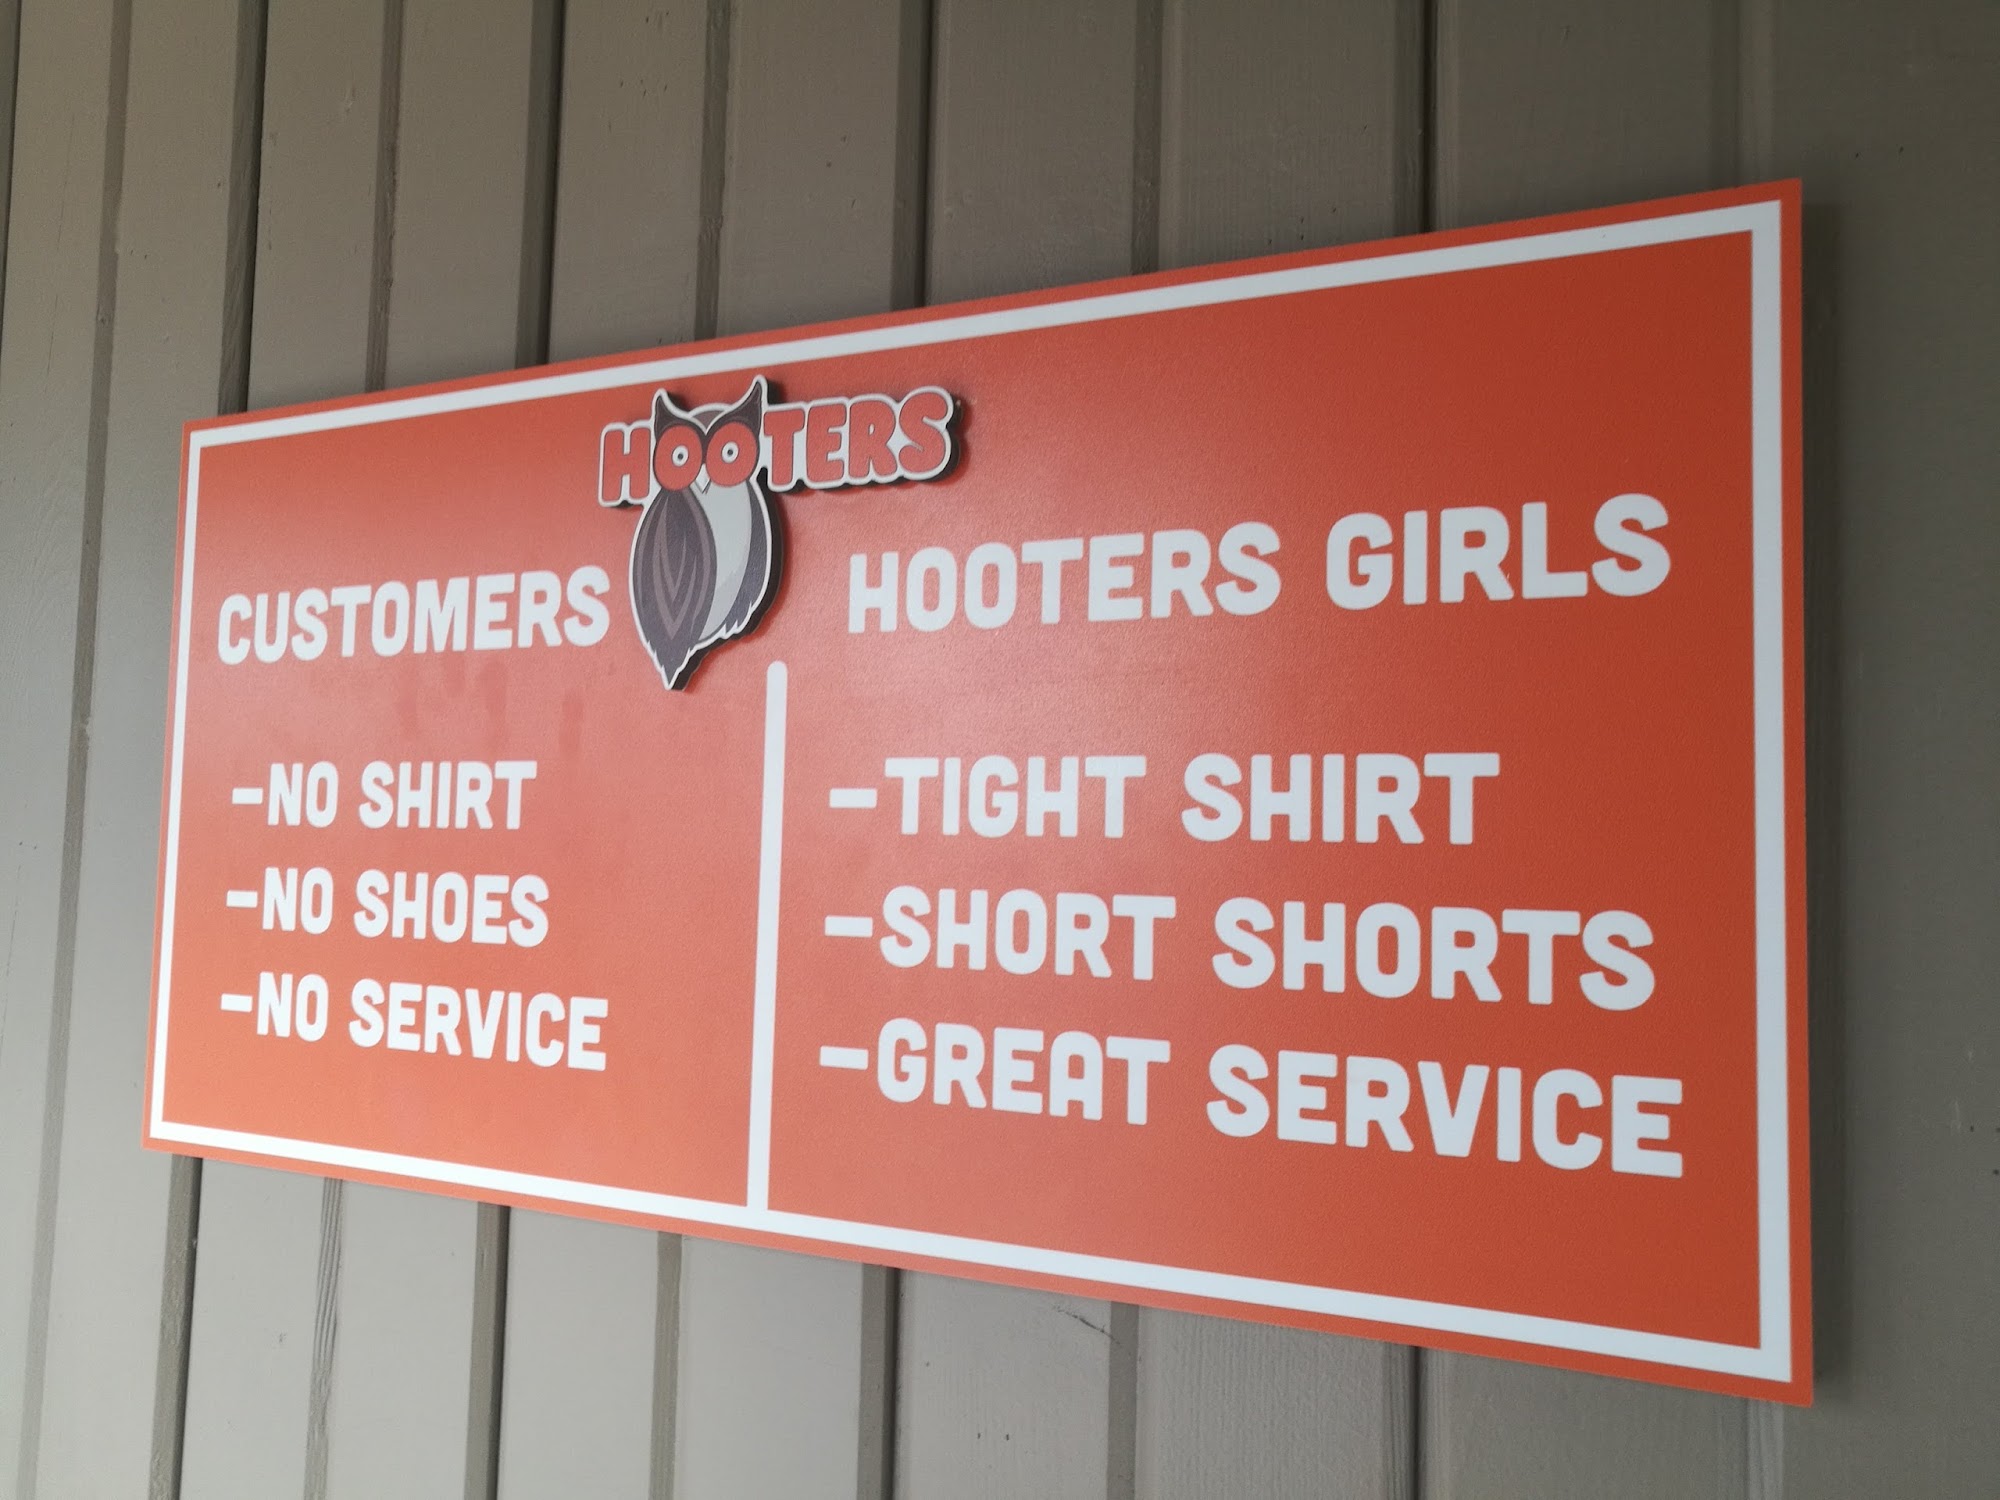 HOOTERS
CUSTOMERS
-NO SHIRT
-NO SHOES
-NO SERVICE
HOOTERS GIRLS
-TIGHT SHIRT
-SHORT SHORTS
-GREAT SERVICE